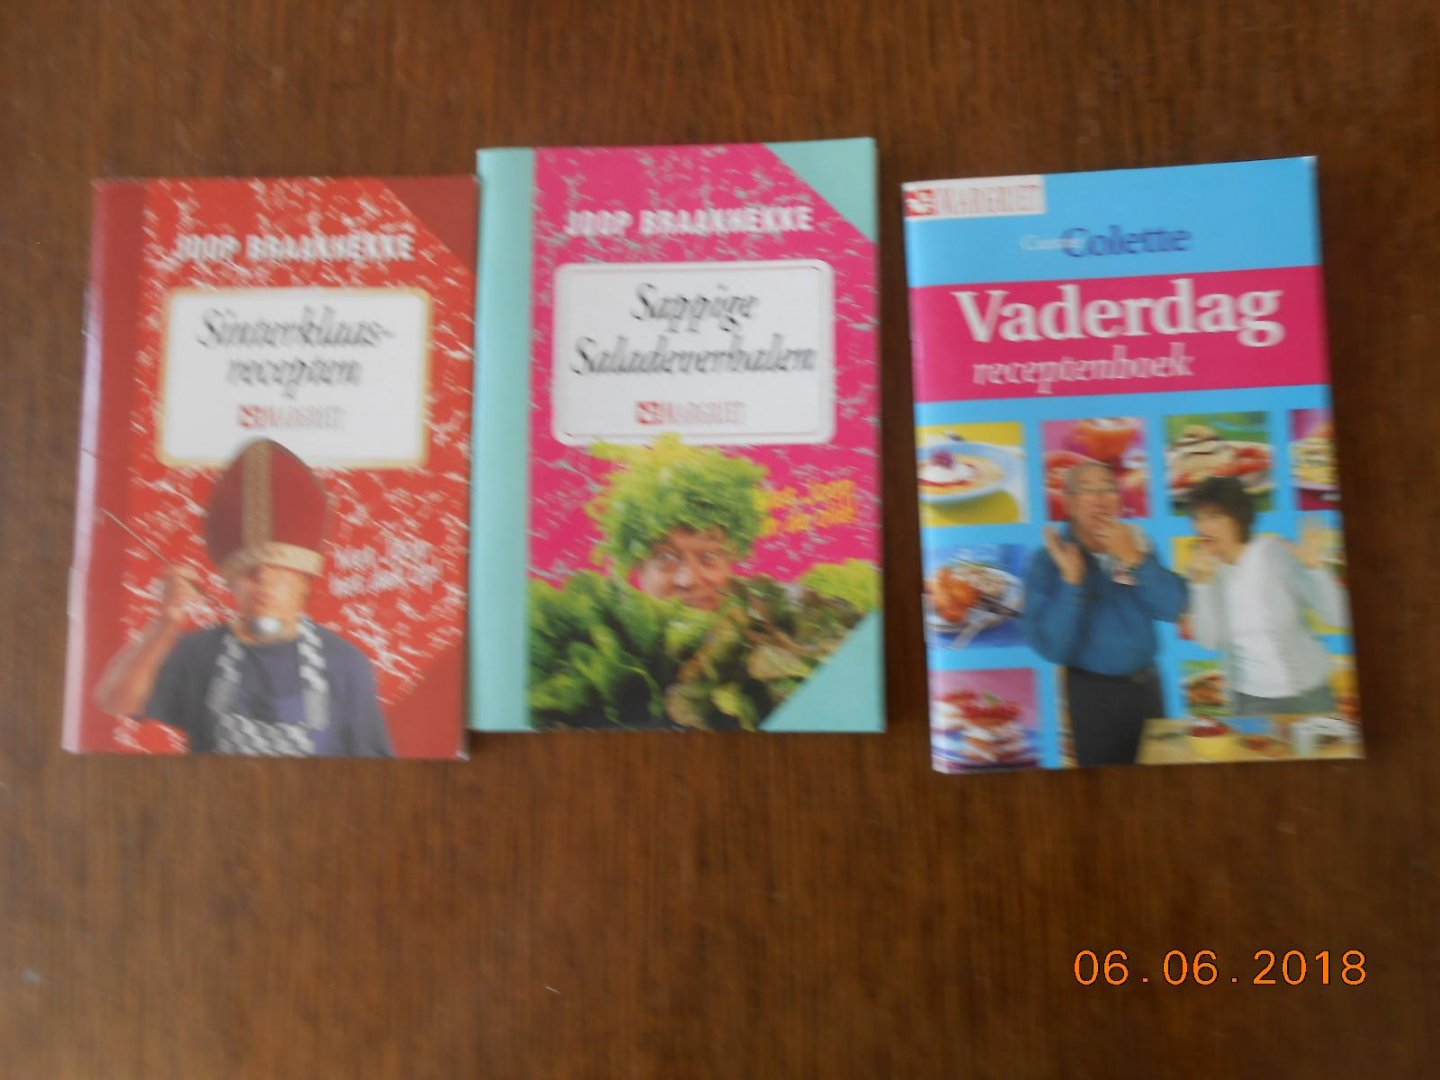 JOOP BRAAKHEKKE
Sinterklaas-
recepten
MARGRIET
JOOP BRAAKHEKKE
Sappige
Saladeverhalen
MARGRIET
MARGRIET
Colette
Vaderdag
receptenboek
06.06.2018